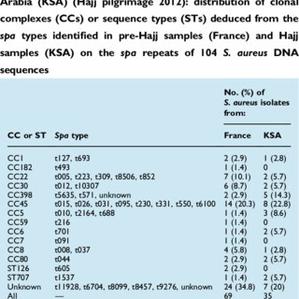 Arabia (KSA) (Hajj pilgrimage 2012): distribution of clonal
complexes (CCs) or sequence types (STs) deduced from the
spa types identified in pre-Hajj samples (France) and Hajj
samples (KSA) on the spa repeats of 104 S. aureus DNA
sequences
No. (%) of
S. aureus isolates
from:
CC or ST Spa type France KSA
CC1 t127, t693 2 (2.9) 1 (2.8)
CC182 t493 1 (1.4) 0
CC22 t005, t223, t309, t8506, t852 7 (10.1) 2 (5.7)
CC30 t012, t10307 6 (8.7) 2 (5.7)
CC398 t5635, t571, unknown 2 (2.9) 5 (14.3)
CC45 t015, t026, t031, t095, t230, t331, t550, t6100 14 (20.3) 8 (22.8)
CC5 t010, t2164, t688 1 (1.4) 3 (8.6)
CC59 t216 1 (1.4) 0
CC6 t701 1 (1.4) 2 (5.7)
CC7 t091 1 (1.4) 0
CC8 t008, t037 4 (5.8) 1 (2.8)
CC80 t044 2 (2.9) 2 (5.7)
ST126 t605 2 (2.9) 0
ST707 t1537 1 (1.4) 2 (5.7)
Unknown t11928, t6704, t8099, t8457, t9276, unknown 24 (34.8) 7 (20)
All — 69 35